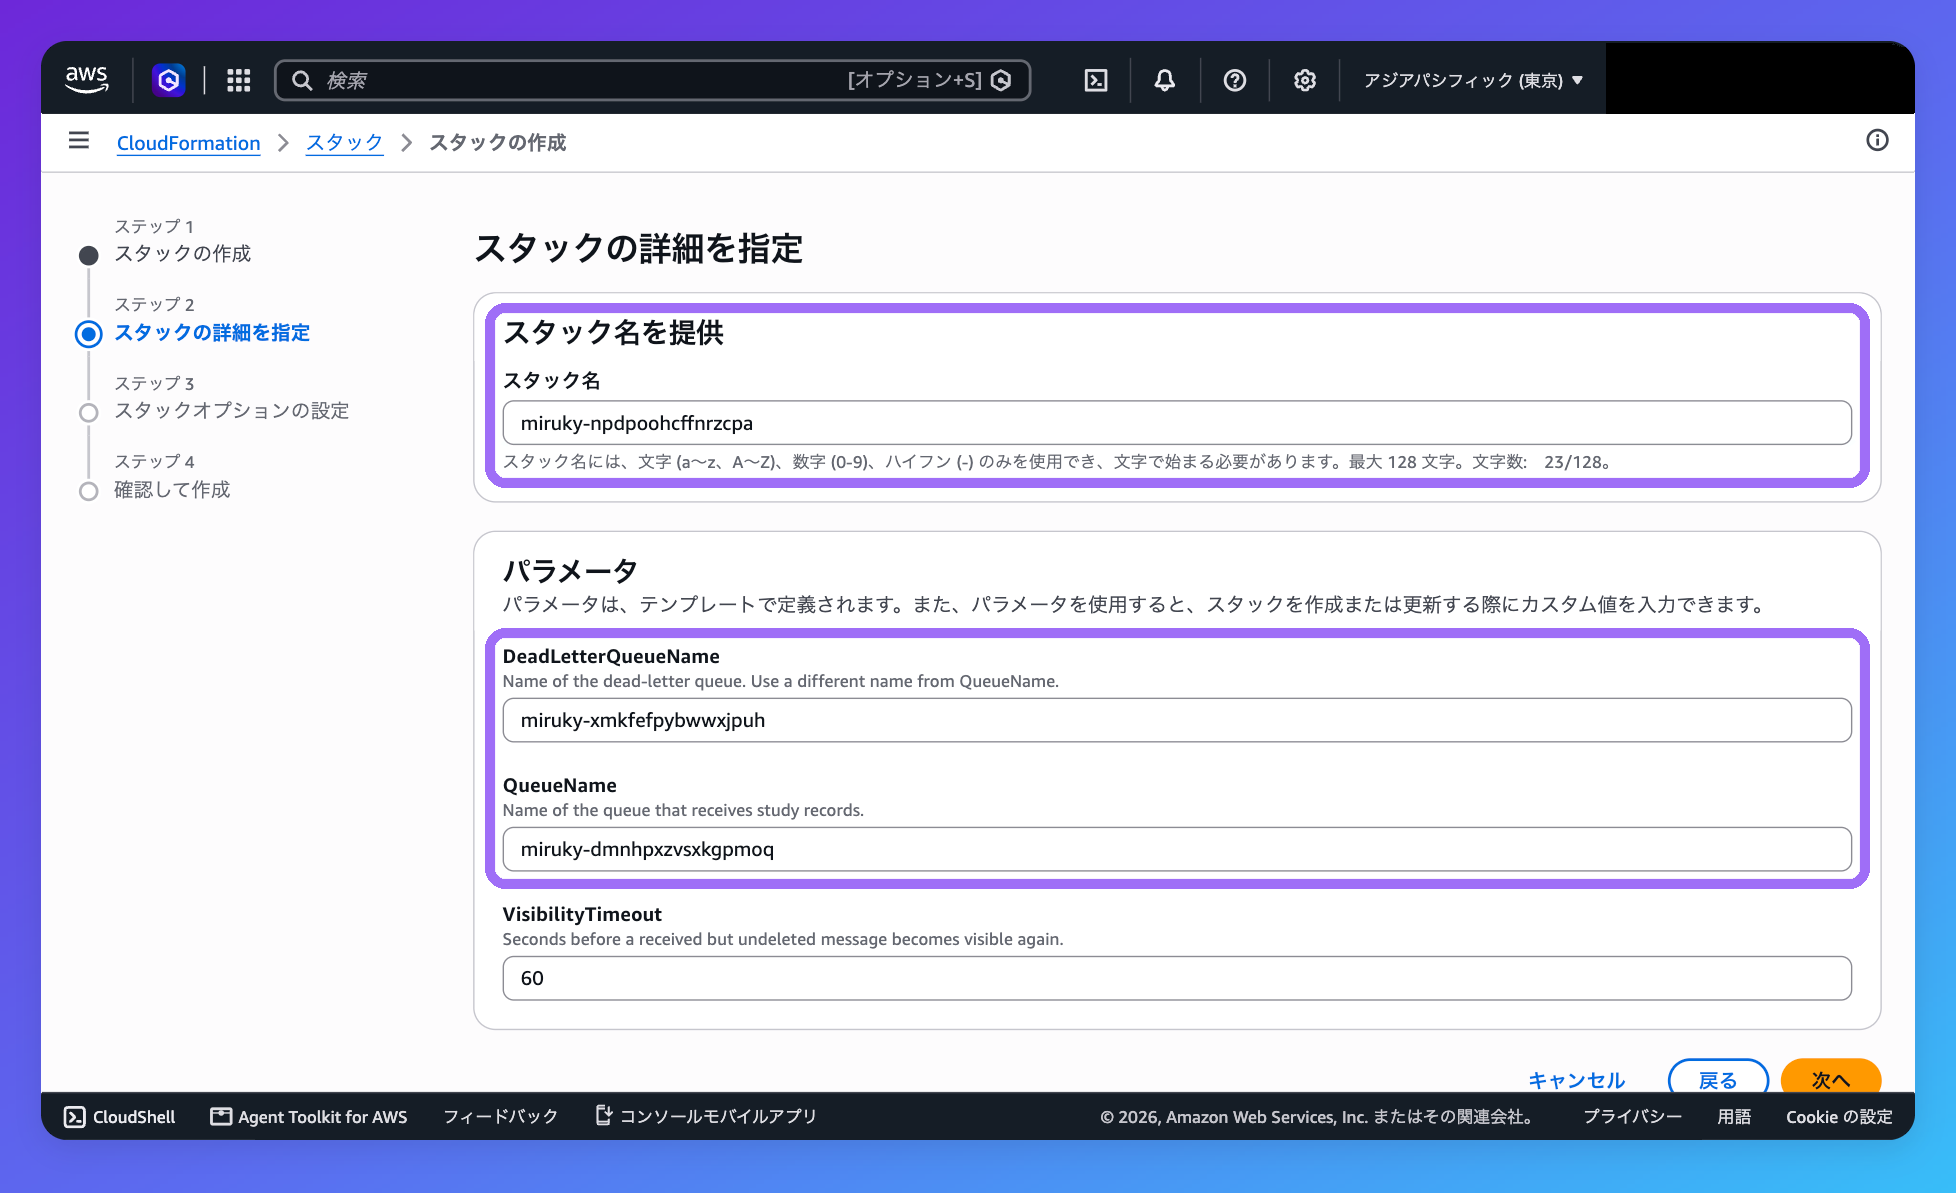 aws
検索
[オプション+S]
アジアパシフィック (東京)
CloudFormation
スタック
スタックの作成
ステップ 1
スタックの作成
ステップ 2
スタックの詳細を指定
ステップ 3
スタックオプションの設定
ステップ 4
確認して作成
スタックの詳細を指定
スタック名を提供
スタック名
miruky-npdpoohcffnrzcpa
スタック名には、文字 (a～z、A～Z)、数字 (0-9)、ハイフン (-) のみを使用でき、文字で始まる必要があります。最大 128 文字。文字数: 23/128。
パラメータ
パラメータは、テンプレートで定義されます。また、パラメータを使用すると、スタックを作成または更新する際にカスタム値を入力できます。
DeadLetterQueueName
Name of the dead-letter queue. Use a different name from QueueName.
miruky-xmkfefpybwwxjpuh
QueueName
Name of the queue that receives study records.
miruky-dmnhpxzvsxkgpmoq
VisibilityTimeout
Seconds before a received but undeleted message becomes visible again.
60
キャンセル
戻る
次へ
CloudShell
Agent Toolkit for AWS
フィードバック
コンソールモバイルアプリ
© 2026, Amazon Web Services, Inc. またはその関連会社。
プライバシー
用語
Cookie の設定